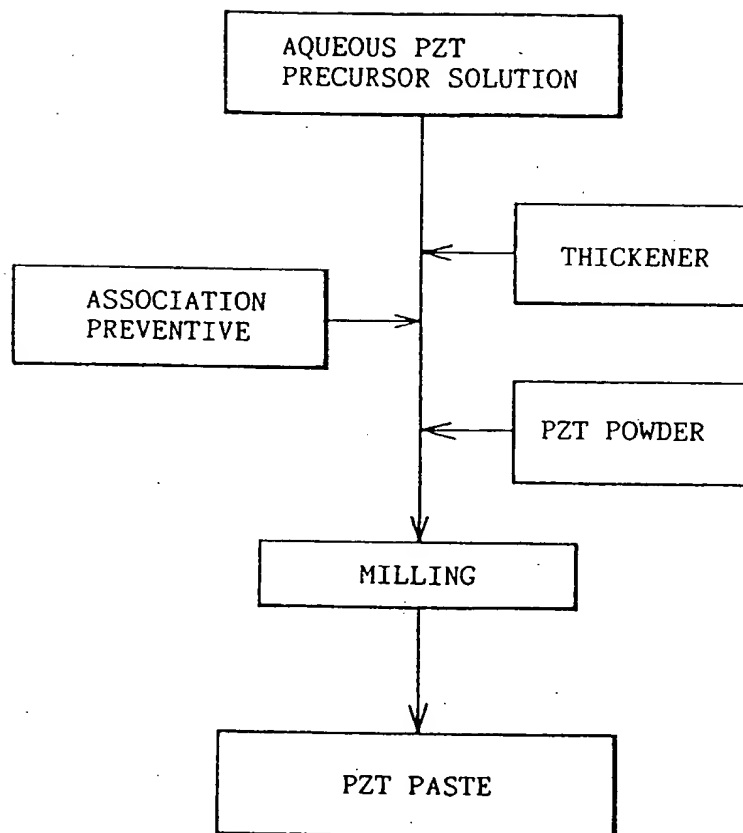 AQUEOUS PZT
PRECURSOR SOLUTION
THICKENER
ASSOCIATION
PREVENTIVE
PZT POWDER
MILLING
PZT PASTE